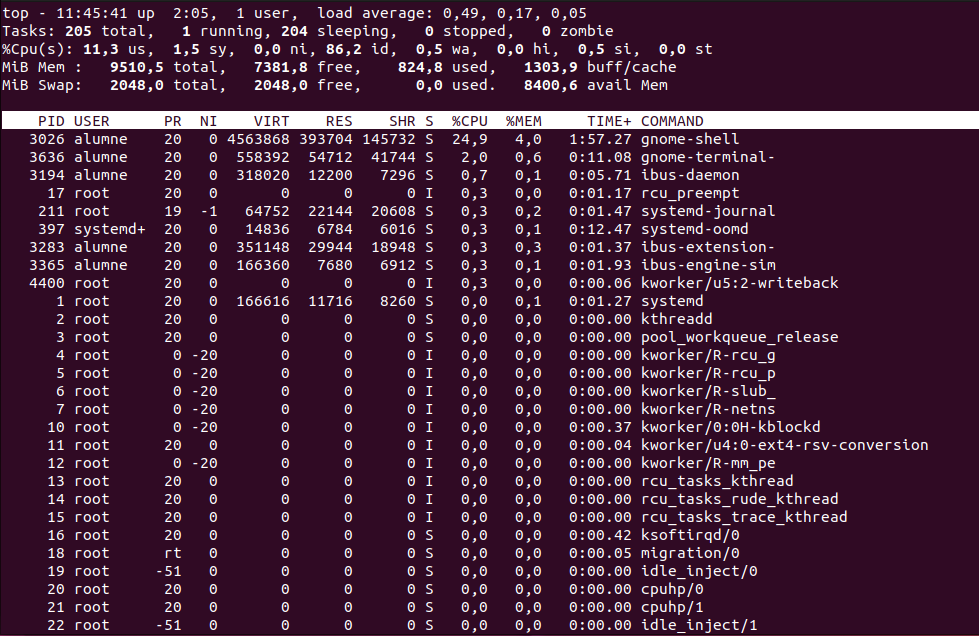 top - 11:45:41 up  2:05,  1 user,  load average: 0,49, 0,17, 0,05
Tasks: 205 total,   1 running, 204 sleeping,   0 stopped,   0 zombie
%Cpu(s): 11,3 us,  1,5 sy,  0,0 ni, 86,2 id,  0,5 wa,  0,0 hi,  0,5 si,  0,0 st
MiB Mem :   9510,5 total,   7381,8 free,    824,8 used,   1303,9 buff/cache
MiB Swap:   2048,0 total,   2048,0 free,      0,0 used.   8400,6 avail Mem
    PID USER      PR  NI    VIRT    RES    SHR S  %CPU  %MEM     TIME+ COMMAND
   3026 alumne    20   0 4563868 393704 145732 S  24,9   4,0   1:57.27 gnome-shell
   3636 alumne    20   0  558392  54712  41744 S   2,0   0,6   0:11.08 gnome-terminal-
   3194 alumne    20   0  318020  12200   7296 S   0,7   0,1   0:05.71 ibus-daemon
     17 root      20   0       0      0      0 I   0,3   0,0   0:01.17 rcu_preempt
    211 root      19  -1   64752  22144  20608 S   0,3   0,2   0:01.47 systemd-journal
    397 systemd+  20   0   14836   6784   6016 S   0,3   0,1   0:12.47 systemd-oomd
   3283 alumne    20   0  351148  29944  18948 S   0,3   0,3   0:01.37 ibus-extension-
   3365 alumne    20   0  166360   7680   6912 S   0,3   0,1   0:01.93 ibus-engine-sim
   4400 root      20   0       0      0      0 I   0,3   0,0   0:00.06 kworker/u5:2-writeback
      1 root      20   0  166616  11716   8260 S   0,0   0,1   0:01.27 systemd
      2 root      20   0       0      0      0 S   0,0   0,0   0:00.00 kthreadd
      3 root      20   0       0      0      0 S   0,0   0,0   0:00.00 pool_workqueue_release
      4 root       0 -20       0      0      0 I   0,0   0,0   0:00.00 kworker/R-rcu_g
      5 root       0 -20       0      0      0 I   0,0   0,0   0:00.00 kworker/R-rcu_p
      6 root       0 -20       0      0      0 I   0,0   0,0   0:00.00 kworker/R-slub_
      7 root       0 -20       0      0      0 I   0,0   0,0   0:00.00 kworker/R-netns
     10 root       0 -20       0      0      0 I   0,0   0,0   0:00.37 kworker/0:0H-kblockd
     11 root      20   0       0      0      0 I   0,0   0,0   0:00.04 kworker/u4:0-ext4-rsv-conversion
     12 root       0 -20       0      0      0 I   0,0   0,0   0:00.00 kworker/R-mm_pe
     13 root      20   0       0      0      0 I   0,0   0,0   0:00.00 rcu_tasks_kthread
     14 root      20   0       0      0      0 I   0,0   0,0   0:00.00 rcu_tasks_rude_kthread
     15 root      20   0       0      0      0 I   0,0   0,0   0:00.00 rcu_tasks_trace_kthread
     16 root      20   0       0      0      0 S   0,0   0,0   0:00.42 ksoftirqd/0
     18 root      rt   0       0      0      0 S   0,0   0,0   0:00.05 migration/0
     19 root     -51   0       0      0      0 S   0,0   0,0   0:00.00 idle_inject/0
     20 root      20   0       0      0      0 S   0,0   0,0   0:00.00 cpuhp/0
     21 root      20   0       0      0      0 S   0,0   0,0   0:00.00 cpuhp/1
     22 root     -51   0       0      0      0 S   0,0   0,0   0:00.00 idle_inject/1